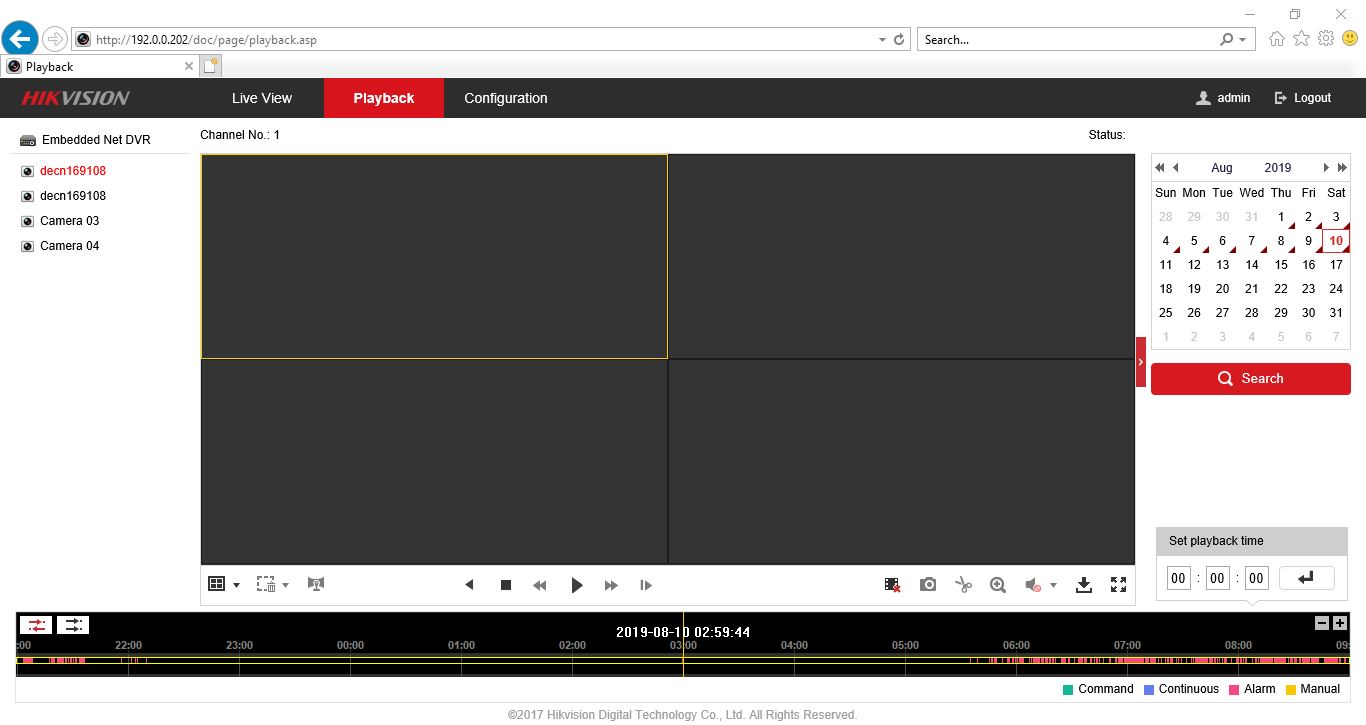 http://192.0.0.202/doc/page/playback.asp
Search...
Playback
HIKVISION
Live View
Playback
Configuration
admin
Logout
Embedded Net DVR
decn169108
decn169108
Camera 03
Camera 04
Channel No.: 1
Status:
Aug 2019
Sun Mon Tue Wed Thu Fri Sat
28 29 30 31 1 2 3
4 5 6 7 8 9 10
11 12 13 14 15 16 17
18 19 20 21 22 23 24
25 26 27 28 29 30 31
1 2 3 4 5 6 7
Search
Set playback time
00 : 00 : 00
2019-08-10 02:59:44
:00 22:00 23:00 00:00 01:00 02:00 03:00 04:00 05:00 06:00 07:00 08:00 09:
Command Continuous Alarm Manual
©2017 Hikvision Digital Technology Co., Ltd. All Rights Reserved.